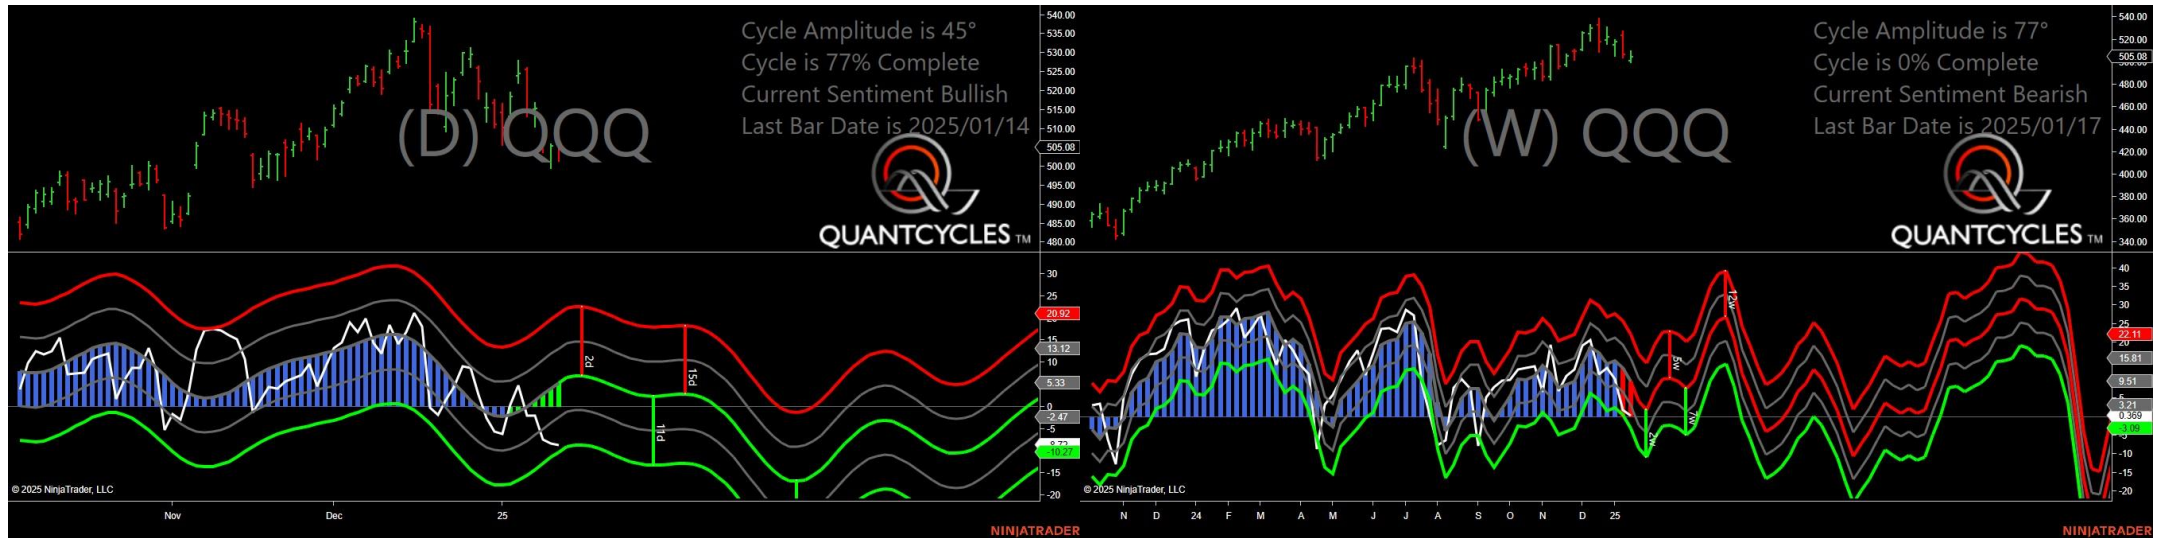 Cycle Amplitude is 45°
Cycle is 77% Complete
Current Sentiment Bullish
Last Bar Date is 2025/01/14
(D) QQQ
QUANTCYCLES TM
540.00
535.00
530.00
525.00
520.00
515.00
510.00
505.08
500.00
495.00
490.00
485.00
480.00
30
25
20.92
15
13.12
10
5.33
0
-2.47
-5
-10.27
-15
-20
2d
11d
15d
© 2025 NinjaTrader, LLC
Nov
Dec
25
NINJATRADER
Cycle Amplitude is 77°
Cycle is 0% Complete
Current Sentiment Bearish
Last Bar Date is 2025/01/17
(W) QQQ
QUANTCYCLES TM
540.00
520.00
505.08
480.00
460.00
440.00
420.00
400.00
380.00
360.00
340.00
40
35
30
25
22.11
20
15.81
9.51
3.21
0.369
-3.09
-10
-15
-20
2w
5w
7w
12w
© 2025 NinjaTrader, LLC
N D 24 F M A M J J A S O N D 25
NINJATRADER